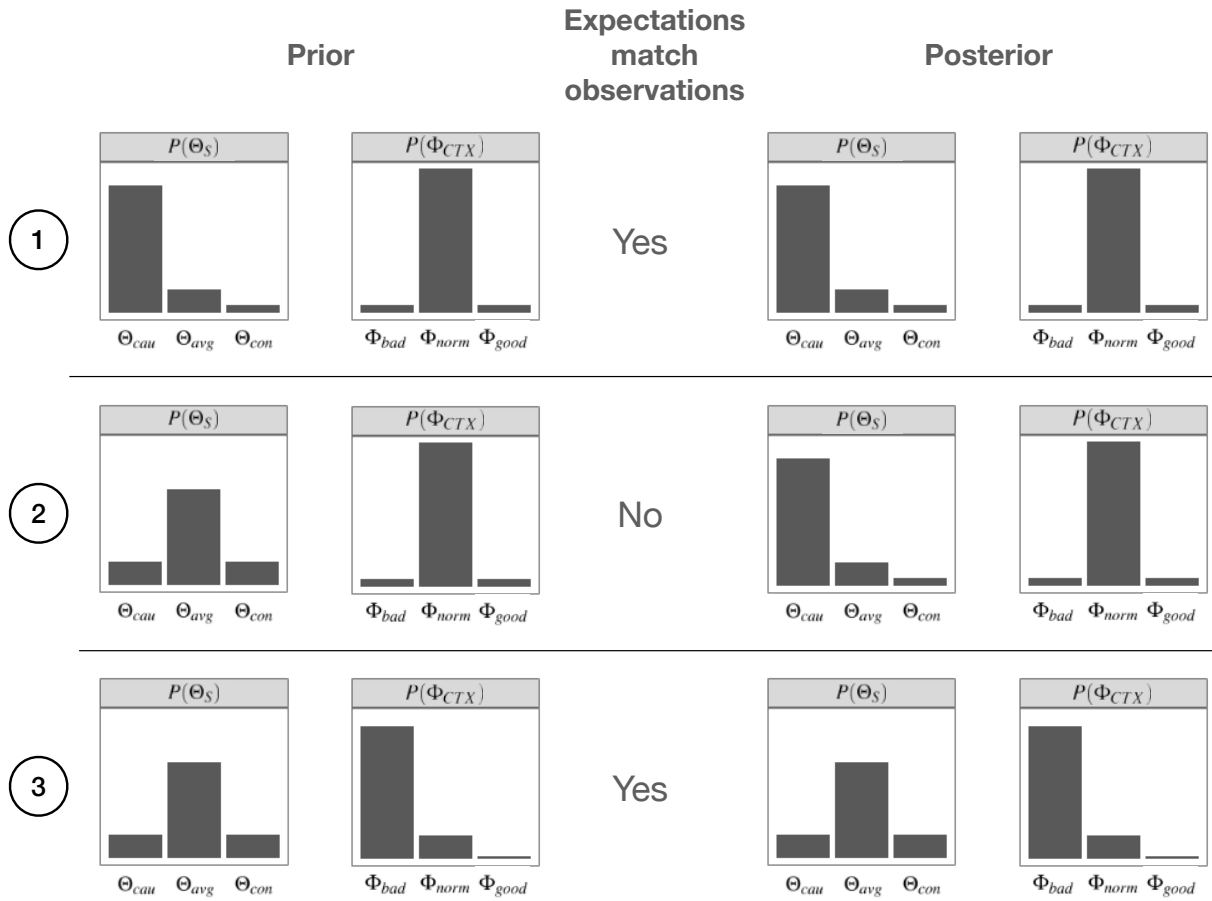 Prior
Expectations
match
observations
Posterior
P(Θ_S)
P(Φ_CTX)
P(Θ_S)
P(Φ_CTX)
1
Yes
Θ_cau Θ_avg Θ_con
Φ_bad Φ_norm Φ_good
Θ_cau Θ_avg Θ_con
Φ_bad Φ_norm Φ_good
P(Θ_S)
P(Φ_CTX)
P(Θ_S)
P(Φ_CTX)
2
No
Θ_cau Θ_avg Θ_con
Φ_bad Φ_norm Φ_good
Θ_cau Θ_avg Θ_con
Φ_bad Φ_norm Φ_good
P(Θ_S)
P(Φ_CTX)
P(Θ_S)
P(Φ_CTX)
3
Yes
Θ_cau Θ_avg Θ_con
Φ_bad Φ_norm Φ_good
Θ_cau Θ_avg Θ_con
Φ_bad Φ_norm Φ_good